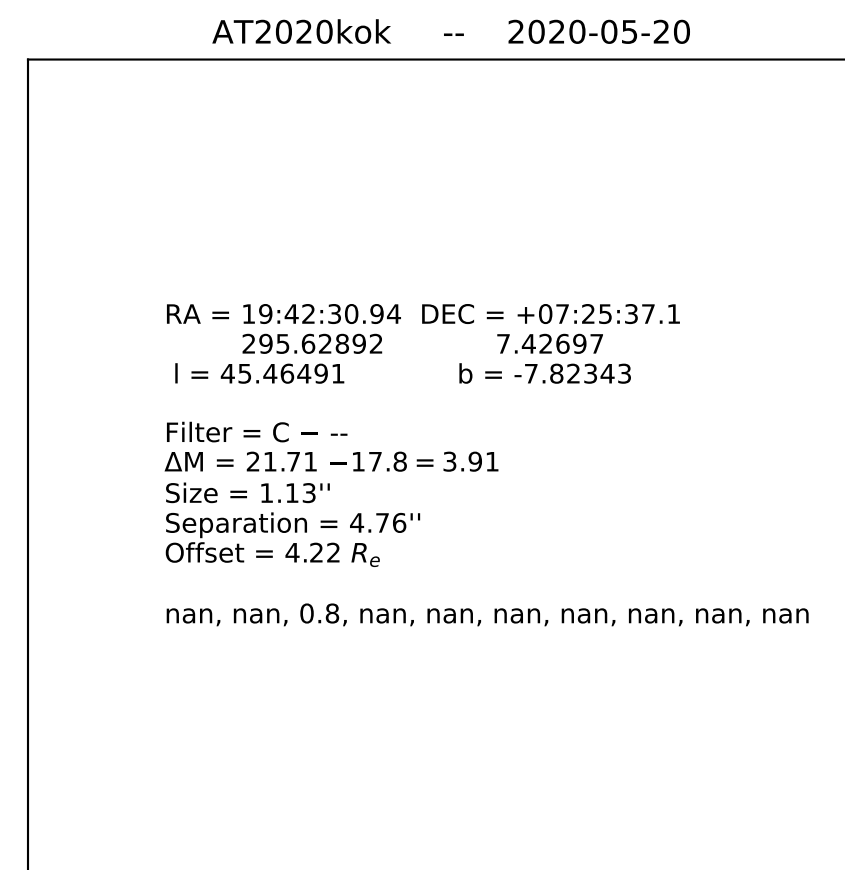 AT2020kok -- 2020-05-20
RA = 19:42:30.94 DEC = +07:25:37.1
295.62892 7.42697
l = 45.46491 b = -7.82343
Filter = C − --
ΔM = 21.71 −17.8 = 3.91
Size = 1.13''
Separation = 4.76''
Offset = 4.22 Rₑ
nan, nan, 0.8, nan, nan, nan, nan, nan, nan, nan